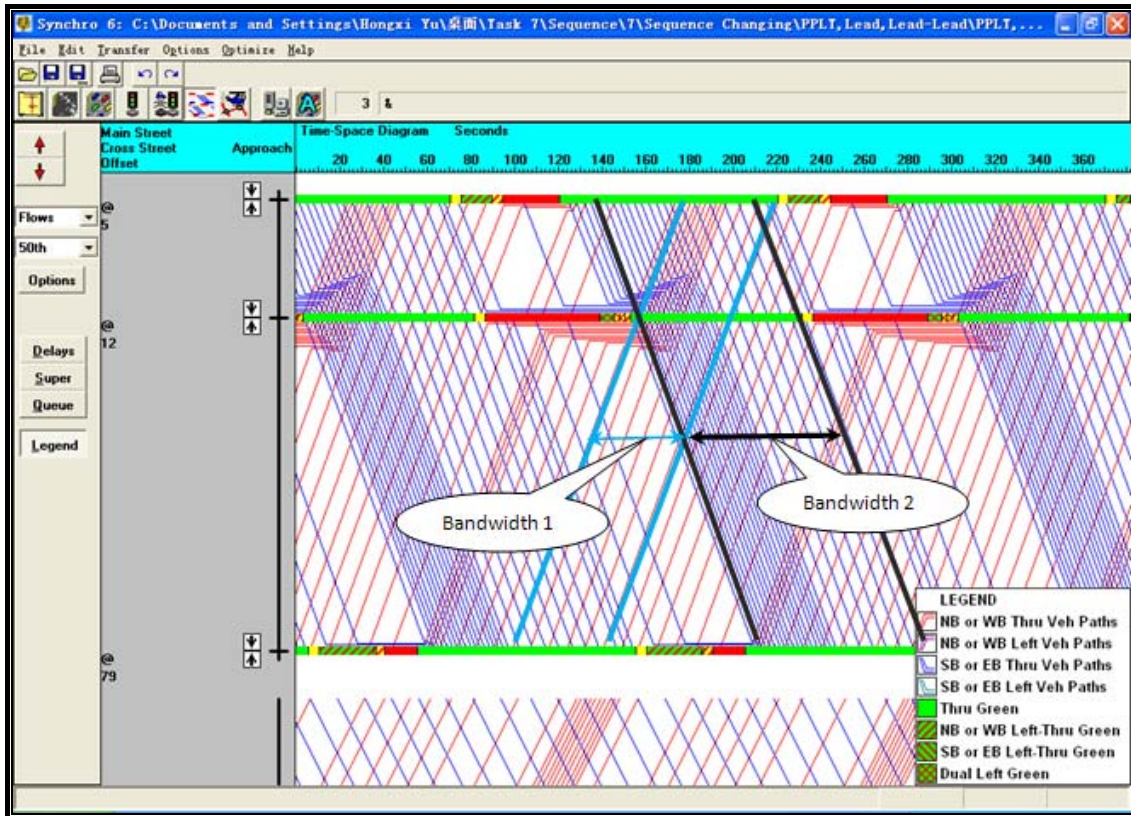 Synchro 6: C:\Documents and Settings\Hongxi Yu\桌面\Task 7\Sequence\7\Sequence Changing\PPLT,Lead,Lead-Lead\PPLT,...
File Edit Transfer Options Optimize Help
3 &
Main Street
Cross Street Approach
Offset
Time-Space Diagram Seconds
20 40 60 80 100 120 140 160 180 200 220 240 260 280 300 320 340 360
@
5
Flows
50th
Options
@
12
Delays
Super
Queue
Legend
Bandwidth 1
Bandwidth 2
@
79
LEGEND
NB or WB Thru Veh Paths
NB or WB Left Veh Paths
SB or EB Thru Veh Paths
SB or EB Left Veh Paths
Thru Green
NB or WB Left-Thru Green
SB or EB Left-Thru Green
Dual Left Green